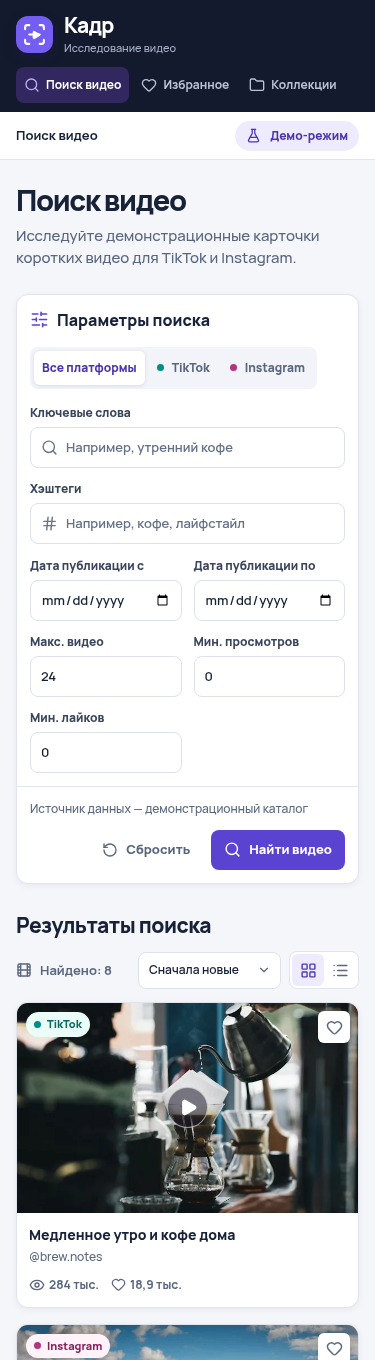 Кадр
Исследование видео
Поиск видео
Избранное
Коллекции
Поиск видео
Демо-режим
Поиск видео
Исследуйте демонстрационные карточки
коротких видео для TikTok и Instagram.
Параметры поиска
Все платформы
TikTok
Instagram
Ключевые слова
Например, утренний кофе
Хэштеги
Например, кофе, лайфстайл
Дата публикации с
Дата публикации по
mm/dd/yyyy
mm/dd/yyyy
Макс. видео
Мин. просмотров
24
0
Мин. лайков
0
Источник данных — демонстрационный каталог
Сбросить
Найти видео
Результаты поиска
Найдено: 8
Сначала новые
TikTok
Медленное утро и кофе дома
@brew.notes
284 тыс.
18,9 тыс.
Instagram